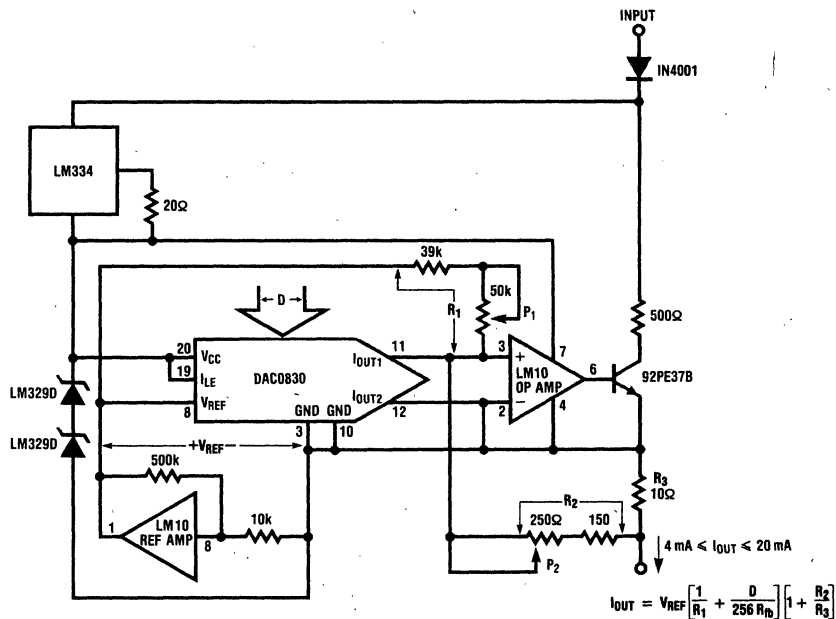 INPUT
IN4001
LM334
20Ω
39k
50k
P1
R1
D
500Ω
20
VCC
19
ILE
VREF
8
DAC0830
IOUT1
11
IOUT2
12
GND
3
GND
10
3
+
LM10
OP AMP
−
2
7
4
6
92PE37B
LM329D
LM329D
+VREF
500k
1
LM10
REF AMP
8
10k
R3
10Ω
R2
250Ω
150
P2
4 mA ⩽ IOUT ⩽ 20 mA
IOUT = VREF [1/R1 + D/256 Rfb] [1 + R2/R3]